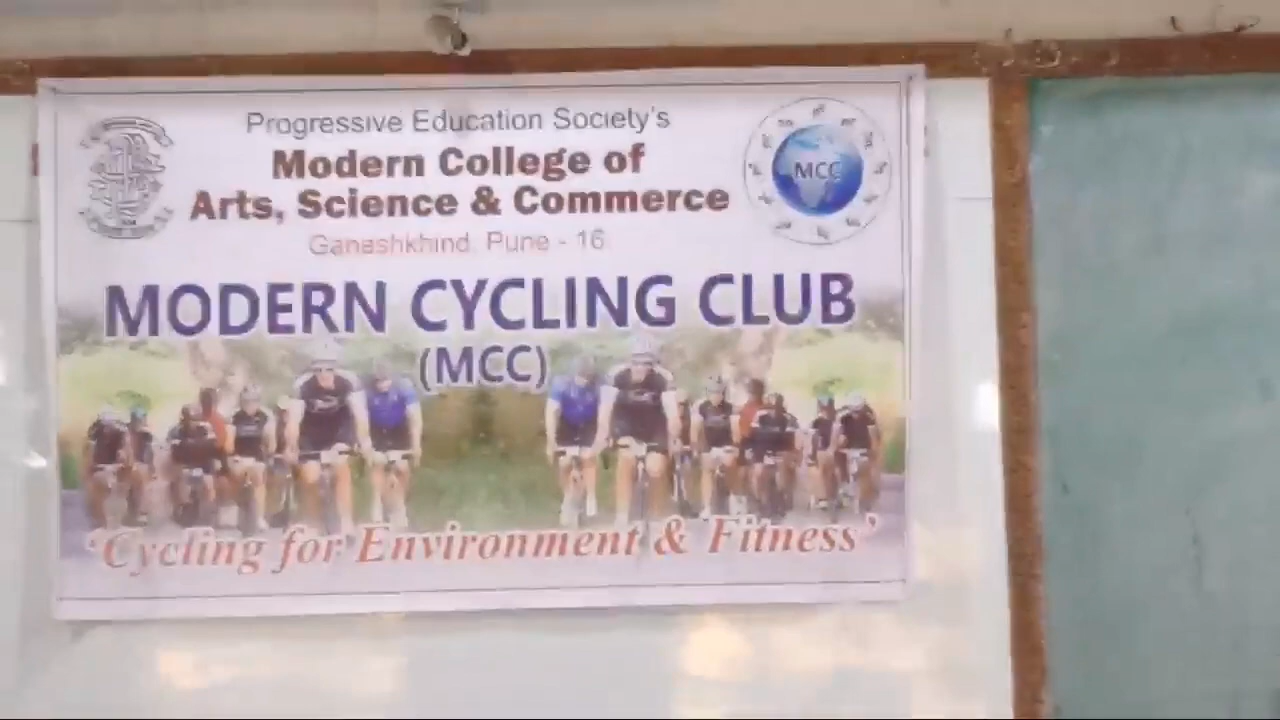 Progressive Education Society's
Modern College of
Arts, Science & Commerce
Ganeshkhind, Pune - 16
MCC
MODERN CYCLING CLUB
(MCC)
'Cycling for Environment & Fitness'